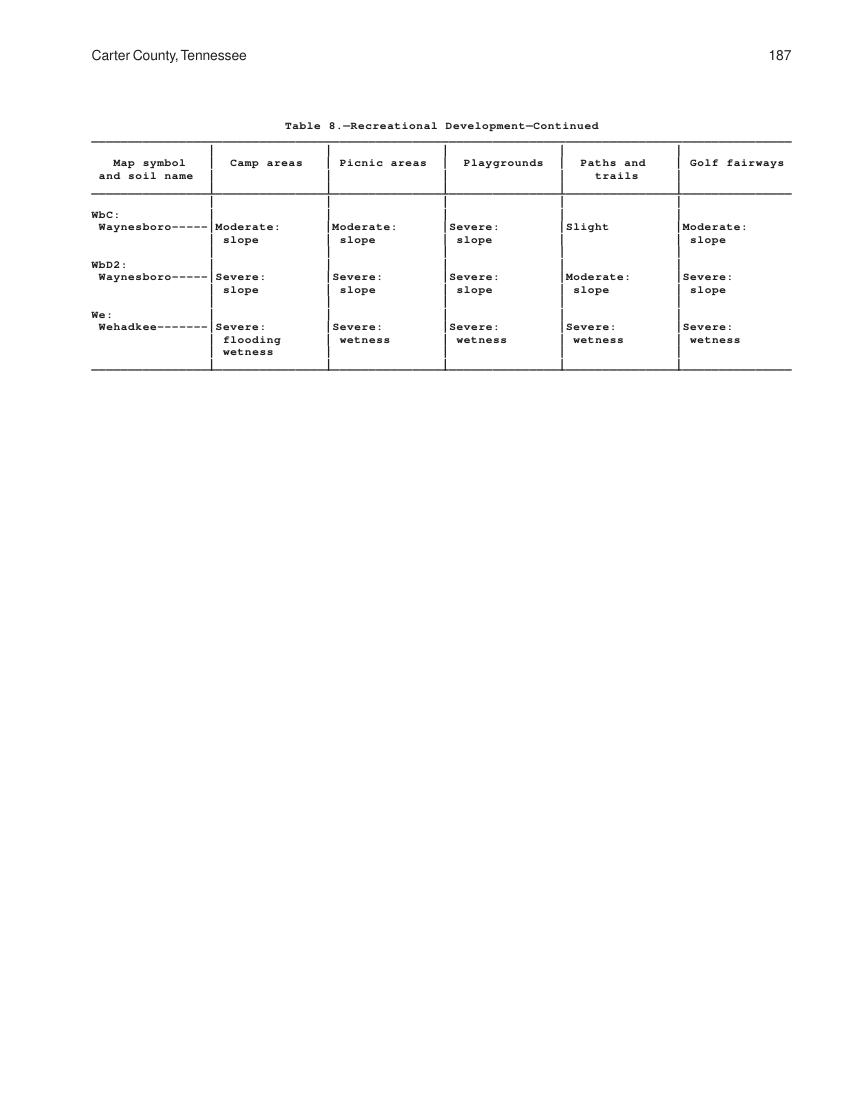 Carter County, Tennessee 187
Table 8.—Recreational Development—Continued
Map symbol Camp areas Picnic areas Playgrounds Paths and Golf fairways
and soil name trails
WbC:
Waynesboro-----Moderate: Moderate: Severe: Slight Moderate:
slope slope slope slope
WbD2:
Waynesboro-----Severe: Severe: Severe: Moderate: Severe:
slope slope slope slope slope
We:
Wehadkee-------Severe: Severe: Severe: Severe: Severe:
flooding wetness wetness wetness wetness
wetness